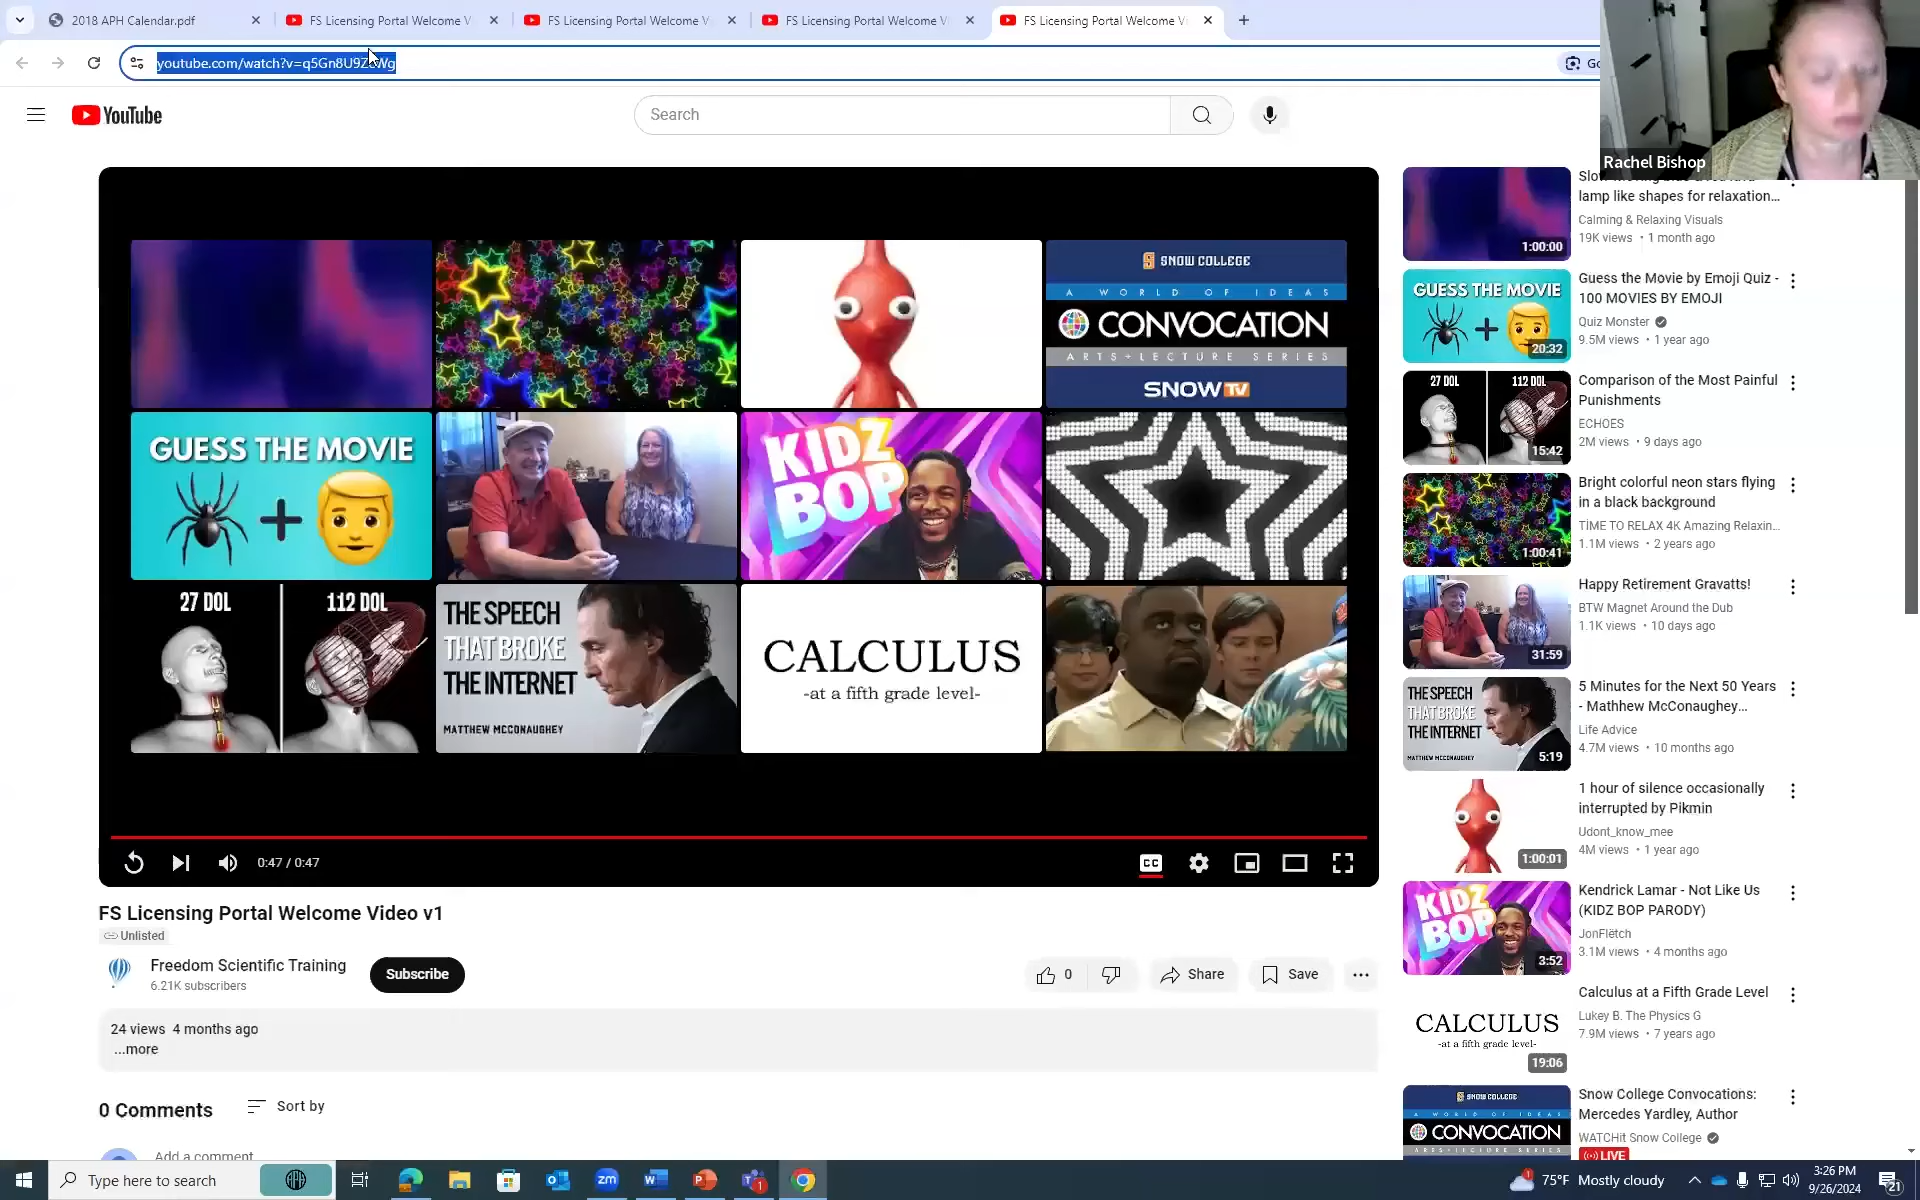 2018 APH Calendar.pdf
FS Licensing Portal Welcome V
FS Licensing Portal Welcome V
FS Licensing Portal Welcome V
FS Licensing Portal Welcome V
Go
Rachel Bishop
YouTube
Search
SNOW COLLEGE
A WORLD OF IDEAS
CONVOCATION
ARTS+LECTURE SERIES
SNOW TV
GUESS THE MOVIE
+
KIDZ
BOP
27 DOL
112 DOL
THE SPEECH
THAT BROKE
THE INTERNET
MATTHEW MCCONAUGHEY
CALCULUS
-at a fifth grade level-
0:47 / 0:47
CC
FS Licensing Portal Welcome Video v1
Unlisted
Freedom Scientific Training
6.21K subscribers
Subscribe
0
Share
Save
24 views 4 months ago
...more
0 Comments
Sort by
Add a comment
lamp like shapes for relaxation...
Calming & Relaxing Visuals
19K views • 1 month ago
1:00:00
GUESS THE MOVIE
+
20:32
Guess the Movie by Emoji Quiz -
100 MOVIES BY EMOJI
Quiz Monster
9.5M views • 1 year ago
27 DOL
112 DOL
15:42
Comparison of the Most Painful
Punishments
ECHOES
2M views • 9 days ago
1:00:41
Bright colorful neon stars flying
in a black background
TIME TO RELAX 4K Amazing Relaxin...
1.1M views • 2 years ago
31:59
Happy Retirement Gravatts!
BTW Magnet Around the Dub
1.1K views • 10 days ago
THE SPEECH
THAT BROKE
THE INTERNET
MATTHEW MCCONAUGHEY
5:19
5 Minutes for the Next 50 Years
- Mathhew McConaughey...
Life Advice
4.7M views • 10 months ago
1:00:01
1 hour of silence occasionally
interrupted by Pikmin
Udont_know_mee
4M views • 1 year ago
KIDZ
BOP
3:52
Kendrick Lamar - Not Like Us
(KIDZ BOP PARODY)
JonFletch
3.1M views • 4 months ago
CALCULUS
-at a fifth grade level-
19:06
Calculus at a Fifth Grade Level
Lukey B. The Physics G
7.9M views • 7 years ago
SNOW COLLEGE
A WORLD OF IDEAS
CONVOCATION
ARTS+LECTURE SERIES
Snow College Convocations:
Mercedes Yardley, Author
WATCHit Snow College
LIVE
Type here to search
zm
75°F Mostly cloudy
3:26 PM
9/26/2024
21